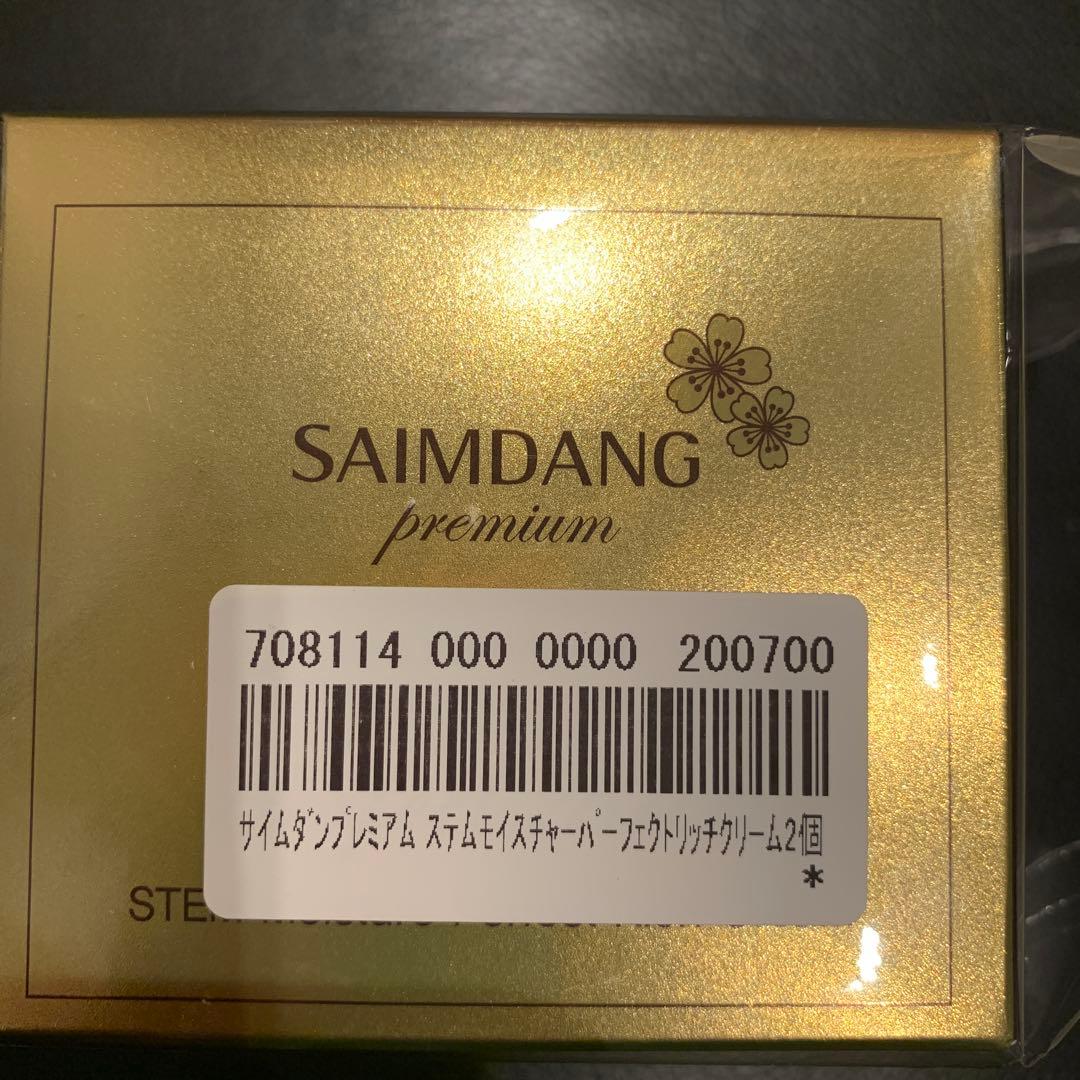 SAIMDANG
premium
708114 000 0000 200700
ｻｲﾑﾀﾞﾝﾌﾟﾚﾐｱﾑ ｽﾃﾑﾓｲｽﾁｬｰﾊﾟｰﾌｪｸﾄﾘｯﾁｸﾘｰﾑ2個
*